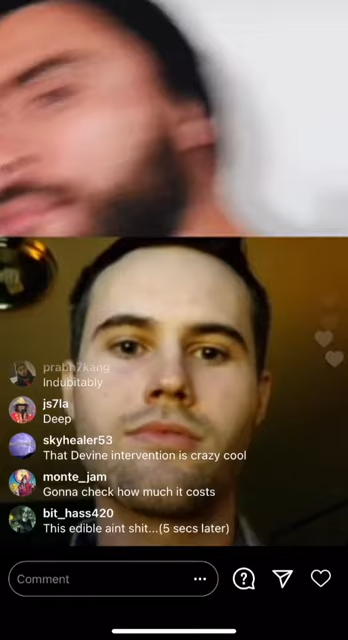 prabh7kang
Indubitably
js7la
Deep
skyhealer53
That Devine intervention is crazy cool
monte_jam
Gonna check how much it costs
bit_hass420
This edible aint shit...(5 secs later)
Comment